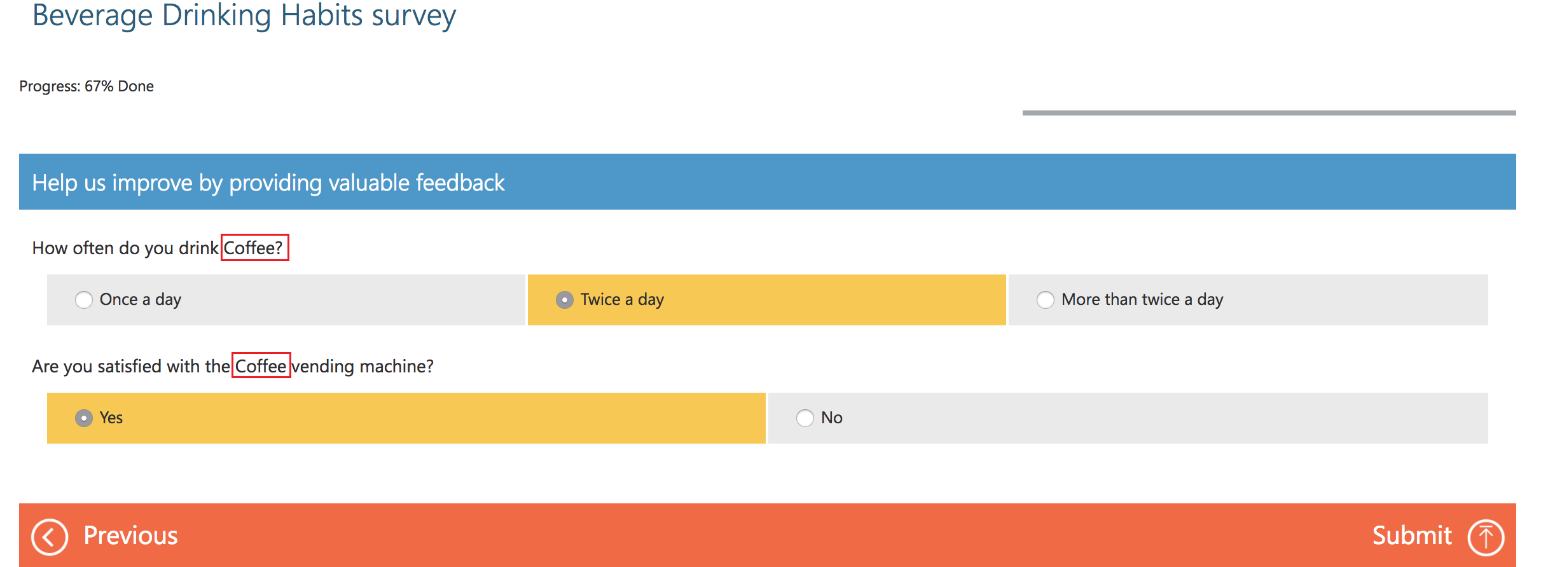 Beverage Drinking Habits survey
Progress: 67% Done
Help us improve by providing valuable feedback
How often do you drink Coffee?
Once a day Twice a day More than twice a day
Are you satisfied with the Coffee vending machine?
Yes No
Previous Submit